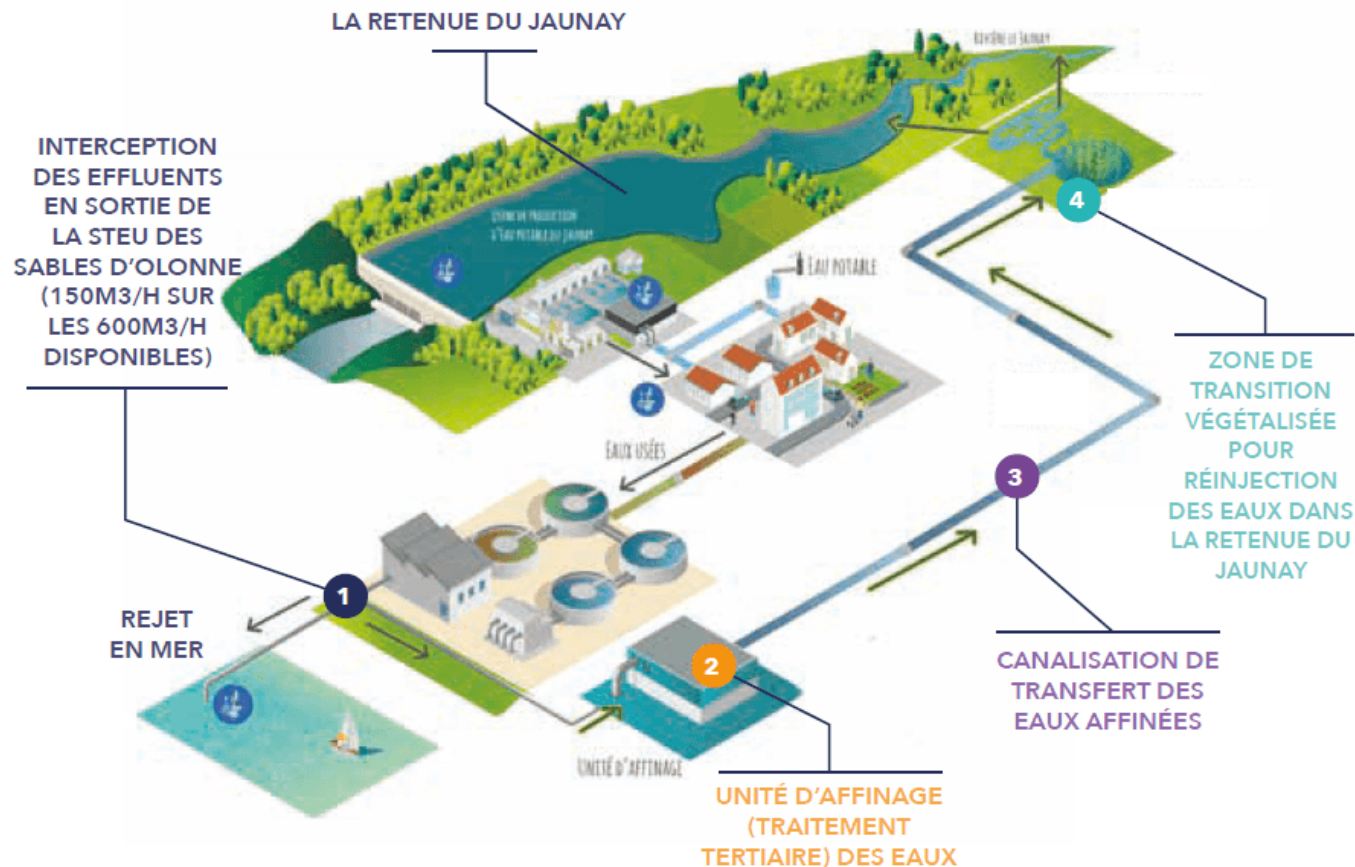 LA RETENUE DU JAUNAY
RIVIÈRE LE JAUNAY
INTERCEPTION
DES EFFLUENTS
EN SORTIE DE
LA STEU DES
SABLES D'OLONNE
(150M3/H SUR
LES 600M3/H
DISPONIBLES)
USINE DE PRODUCTION
D'EAU POTABLE DU JAUNAY
EAU POTABLE
4
ZONE DE
TRANSITION
VÉGÉTALISÉE
POUR
RÉINJECTION
DES EAUX DANS
LA RETENUE DU
JAUNAY
EAUX USÉES
3
CANALISATION DE
TRANSFERT DES
EAUX AFFINÉES
1
REJET
EN MER
2
UNITÉ D'AFFINAGE
UNITÉ D'AFFINAGE
(TRAITEMENT
TERTIAIRE) DES EAUX